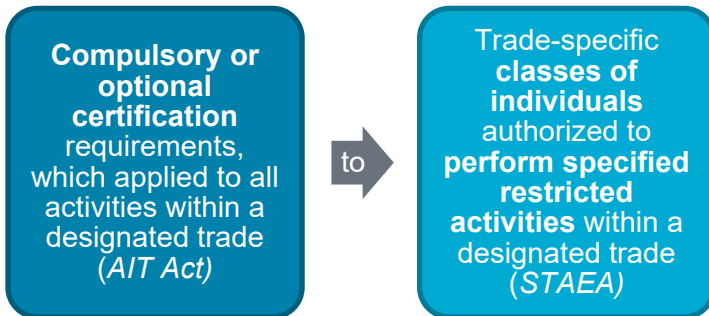 Compulsory or
optional
certification
requirements,
which applied to all
activities within a
designated trade
(AIT Act)
to
Trade-specific
classes of
individuals
authorized to
perform specified
restricted
activities within a
designated trade
(STAEA)